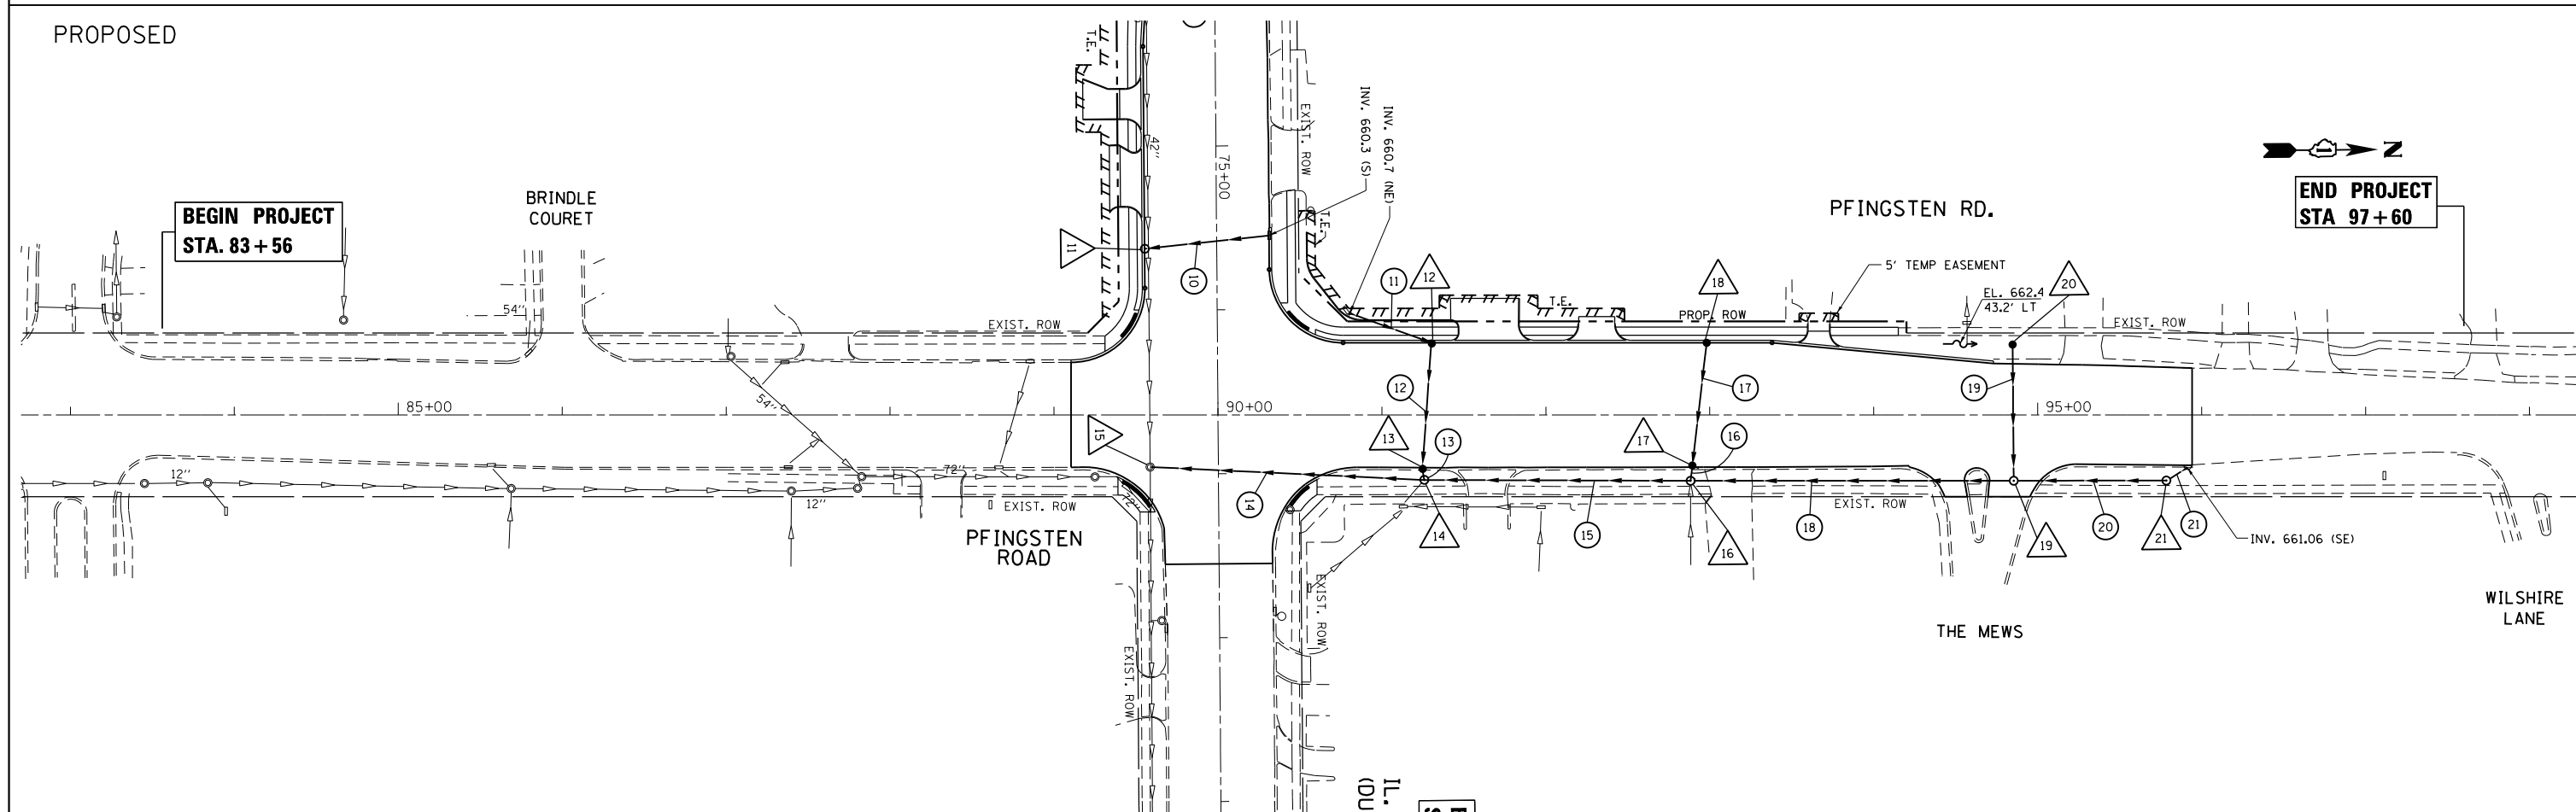 PROPOSED
T.E.
42''
75+00
EXIST. ROW
INV. 660.3 (S)
INV. 660.7 (NE)
T.E.
N
END PROJECT
STA 97+60
BEGIN PROJECT
STA. 83+56
BRINDLE
COURET
PFINGSTEN RD.
11
10
11
12
18
5' TEMP EASEMENT
20
EL. 662.4
43.2' LT
54''
EXIST. ROW
T.E.
PROP. ROW
EXIST. ROW
12
17
19
54''
85+00
90+00
95+00
15
13
13
17
16
12''
72''
12''
72''
EXIST. ROW
14
14
15
16
18
EXIST. ROW
19
20
21
21
INV. 661.06 (SE)
PFINGSTEN
ROAD
EXIST. ROW
EXIST. ROW
THE MEWS
WILSHIRE
LANE
IL.
(DU